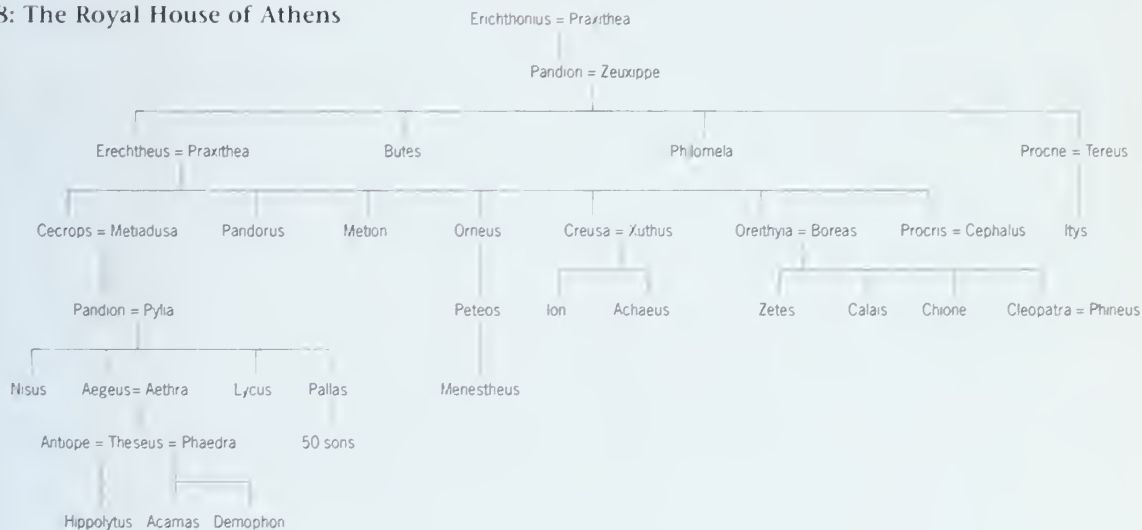 8: The Royal House of Athens
Erichthonius = Praxithea
Pandion = Zeuxippe
Erechtheus = Praxithea Butes Philomela Procne = Tereus
Cecrops = Metiadusa Pandorus Metion Orneus Creusa = Xuthus Oreithyia = Boreas Procris = Cephalus Itys
Pandion = Pylia Peteos Ion Achaeus Zetes Calais Chione Cleopatra = Phineus
Nisus Aegeus= Aethra Lycus Pallas Menestheus
Antiope = Theseus = Phaedra 50 sons
Hippolytus Acamas Demophon